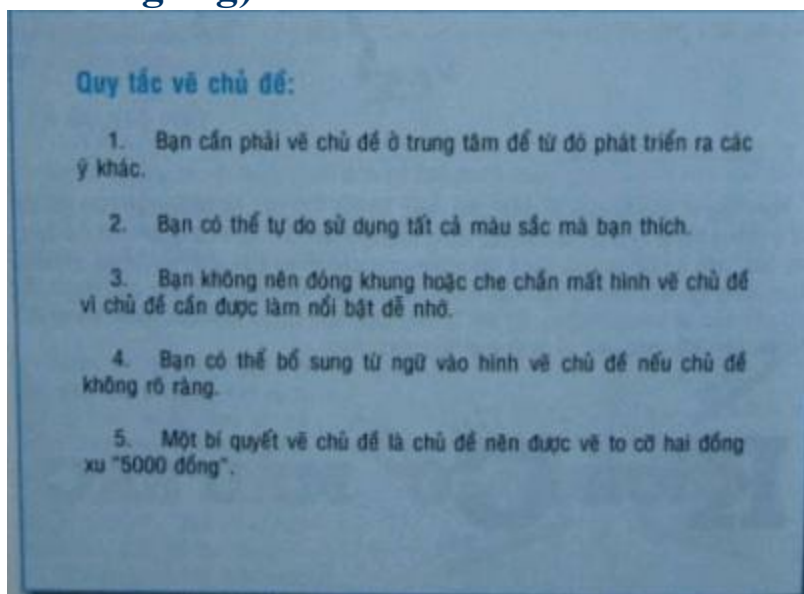 Quy tắc vẽ chủ đề:
1. Bạn cần phải vẽ chủ đề ở trung tâm để từ đó phát triển ra các
ý khác.
2. Bạn có thể tự do sử dụng tất cả màu sắc mà bạn thích.
3. Bạn không nên đóng khung hoặc che chắn mất hình vẽ chủ đề
vì chủ đề cần được làm nổi bật dễ nhớ.
4. Bạn có thể bổ sung từ ngữ vào hình vẽ chủ đề nếu chủ đề
không rõ ràng.
5. Một bí quyết vẽ chủ đề là chủ đề nên được vẽ to cỡ hai đồng
xu "5000 đồng".